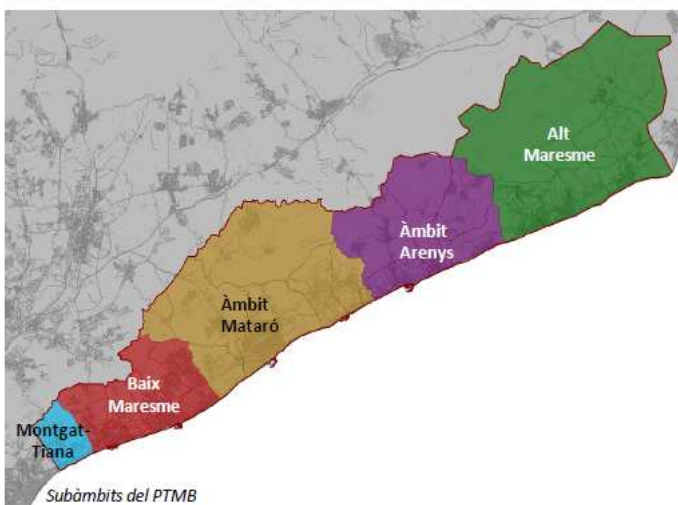 Alt
Maresme
Àmbit
Arenys
Àmbit
Mataró
Baix
Maresme
Montgat-
Tiana
Subàmbits del PTMB